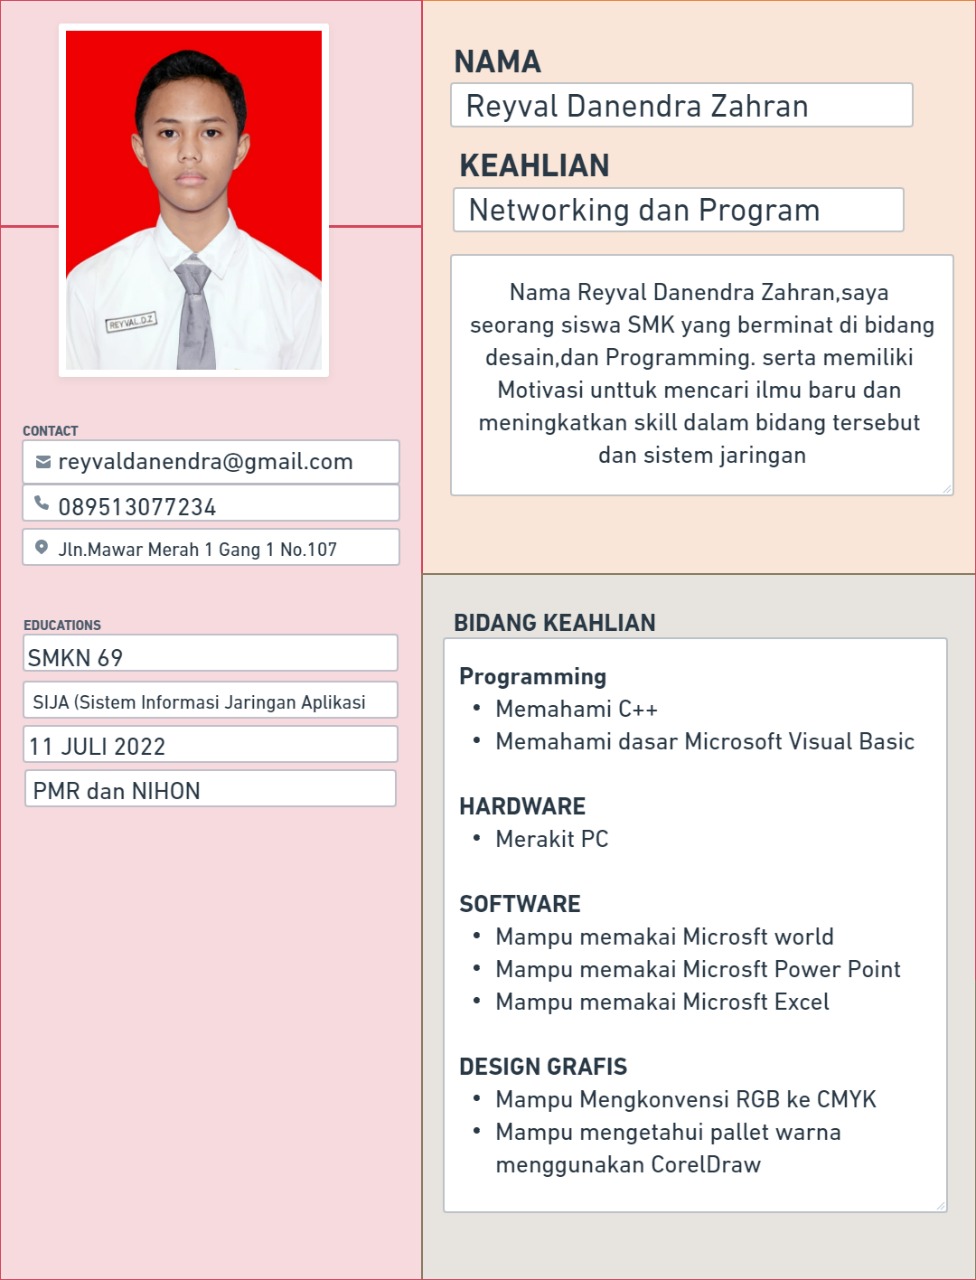 REYVAL.D.Z
CONTACT
reyvaldanendra@gmail.com
089513077234
Jln.Mawar Merah 1 Gang 1 No.107
EDUCATIONS
SMKN 69
SIJA (Sistem Informasi Jaringan Aplikasi
11 JULI 2022
PMR dan NIHON
NAMA
Reyval Danendra Zahran
KEAHLIAN
Networking dan Program
Nama Reyval Danendra Zahran,saya
seorang siswa SMK yang berminat di bidang
desain,dan Programming. serta memiliki
Motivasi unttuk mencari ilmu baru dan
meningkatkan skill dalam bidang tersebut
dan sistem jaringan
BIDANG KEAHLIAN
Programming
• Memahami C++
• Memahami dasar Microsoft Visual Basic
HARDWARE
• Merakit PC
SOFTWARE
• Mampu memakai Microsft world
• Mampu memakai Microsft Power Point
• Mampu memakai Microsft Excel
DESIGN GRAFIS
• Mampu Mengkonvensi RGB ke CMYK
• Mampu mengetahui pallet warna
menggunakan CorelDraw